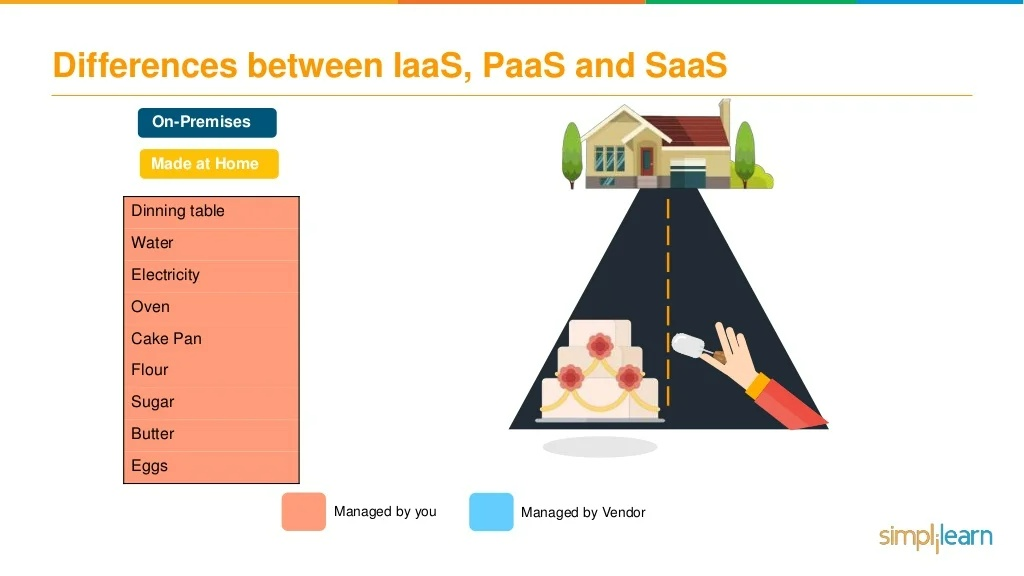 Differences between IaaS, PaaS and SaaS
On-Premises
Made at Home
Dinning table
Water
Electricity
Oven
Cake Pan
Flour
Sugar
Butter
Eggs
Managed by you
Managed by Vendor
simplilearn